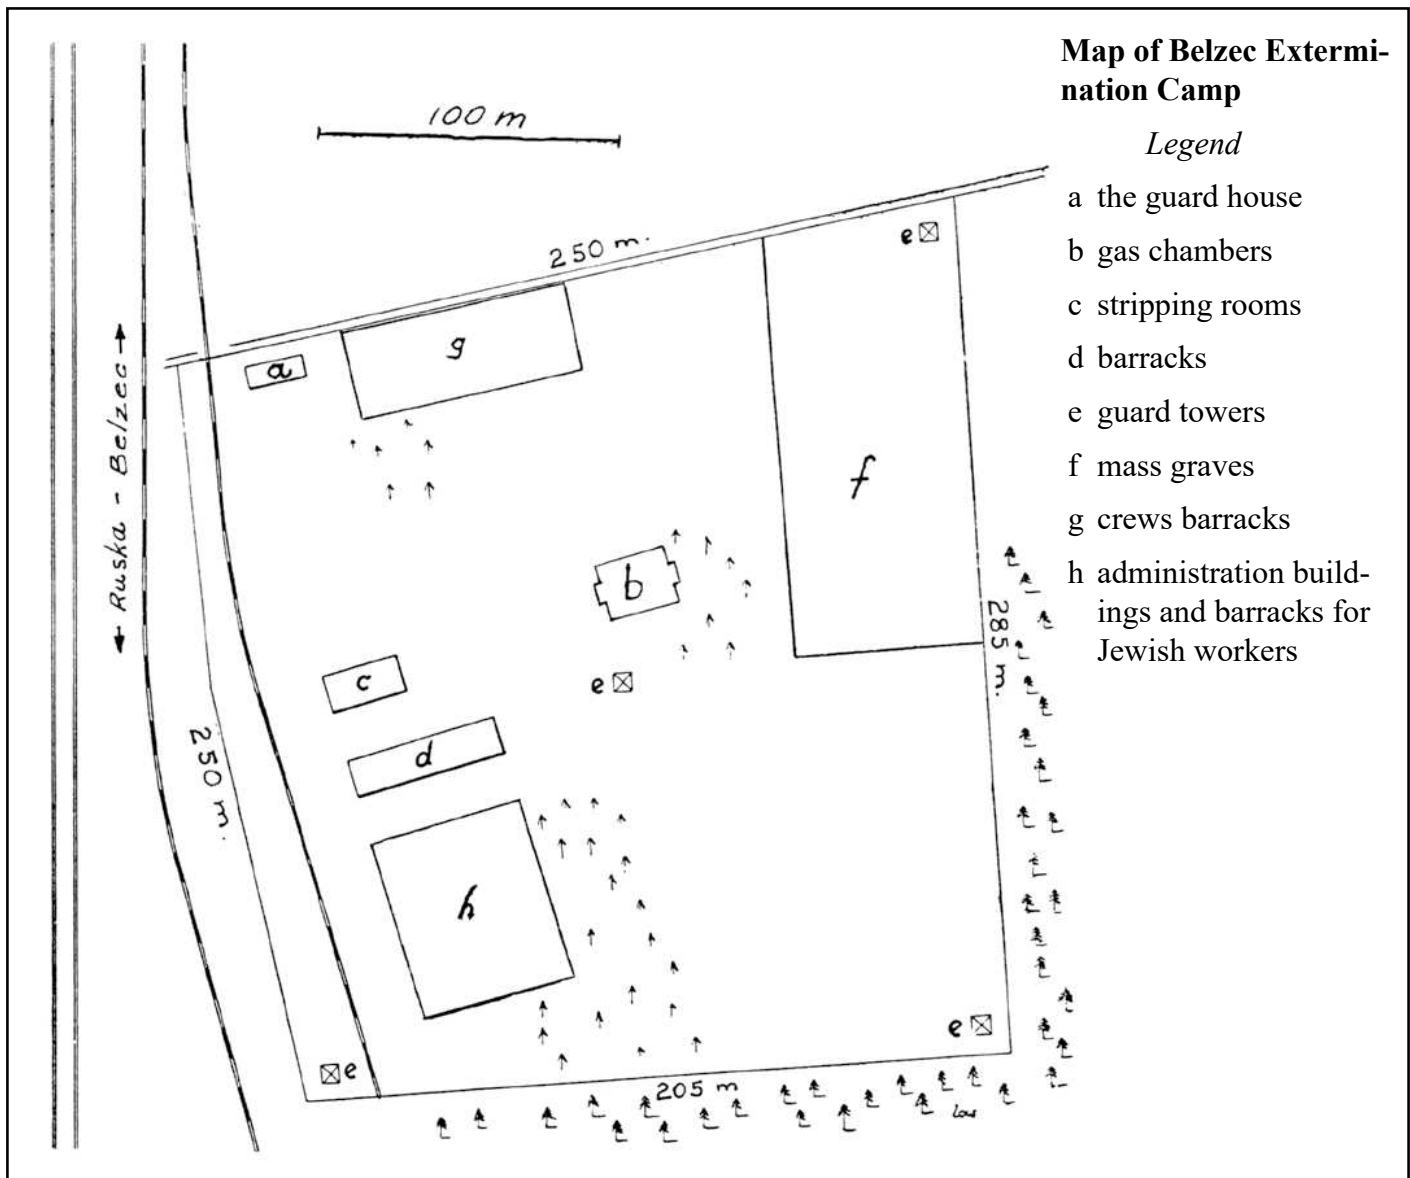 Map of Belzec Extermi-
nation Camp
Legend
a the guard house
b gas chambers
c stripping rooms
d barracks
e guard towers
f mass graves
g crews barracks
h administration build-
ings and barracks for
Jewish workers
100 m
250 m.
e
g
a
Ruska - Belzec
f
b
285 m.
c
e
d
250 m.
h
e
e
205 m